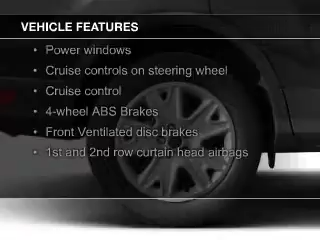 VEHICLE FEATURES
• Power windows
• Cruise controls on steering wheel
• Cruise control
• 4-wheel ABS Brakes
• Front Ventilated disc brakes
• 1st and 2nd row curtain head airbags